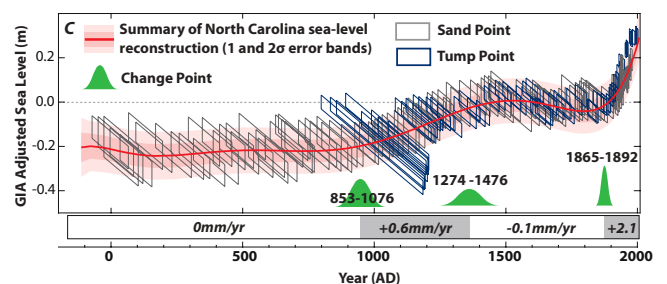 C
Summary of North Carolina sea-level
reconstruction (1 and 2σ error bands)
Change Point
Sand Point
Tump Point
GIA Adjusted Sea Level (m)
0.2
0.0
-0.2
-0.4
853-1076
1274 -1476
1865-1892
0mm/yr
+0.6mm/yr
-0.1mm/yr
+2.1
0
500
1000
1500
2000
Year (AD)